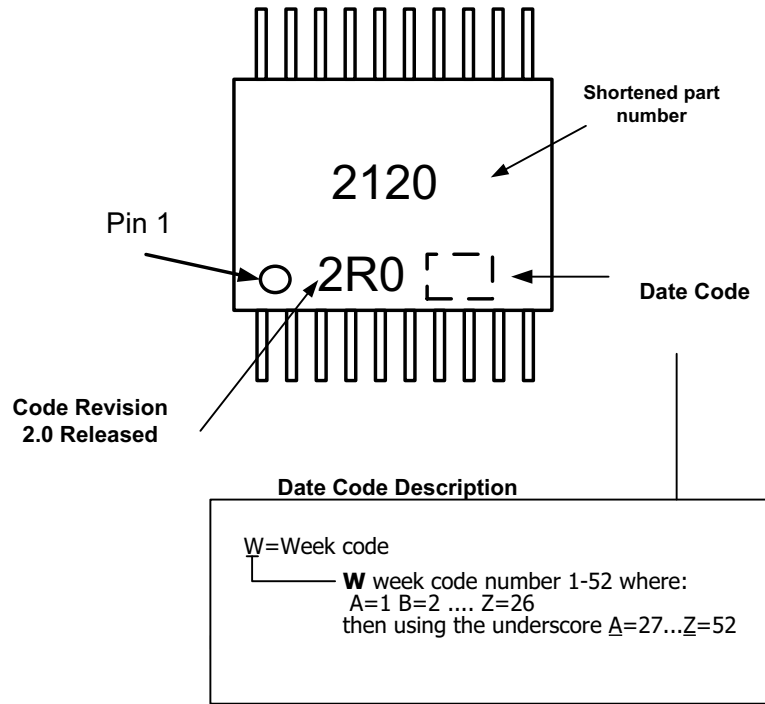 Shortened part
number
2120
Pin 1
2R0
Date Code
Code Revision
2.0 Released
Date Code Description
W=Week code
W week code number 1-52 where:
A=1 B=2 .... Z=26
then using the underscore A=27...Z=52